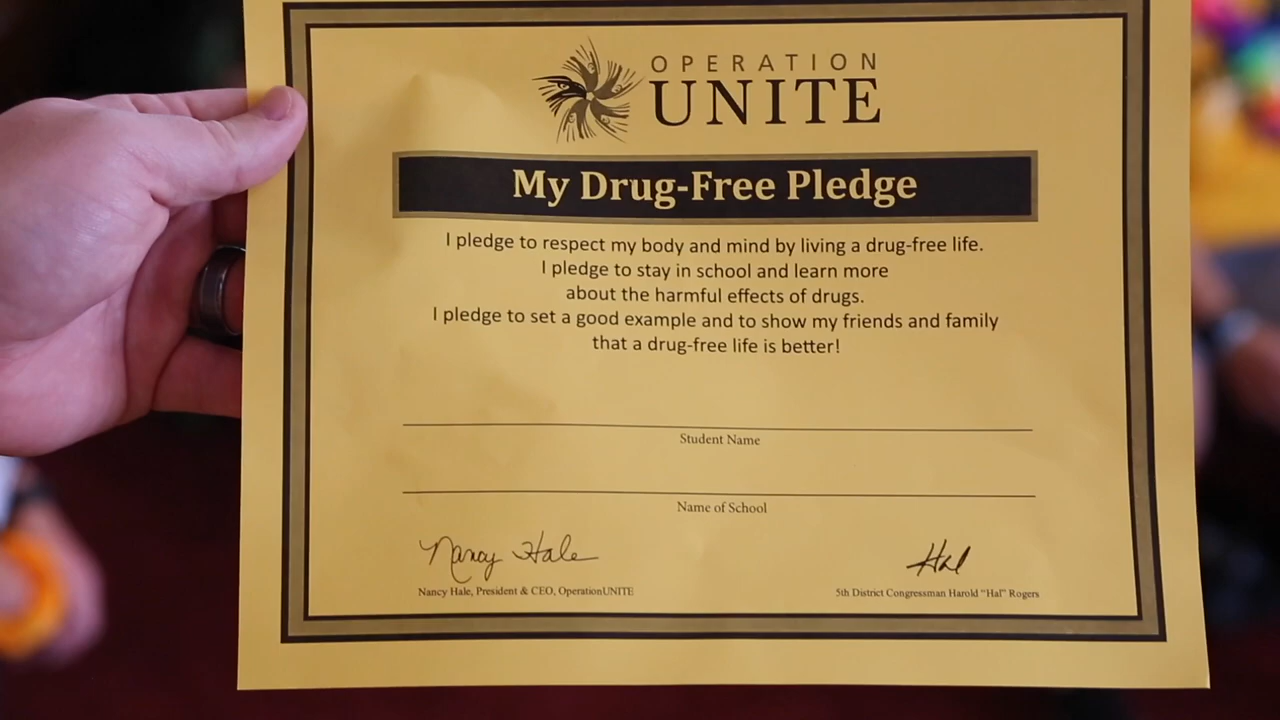 OPERATION
UNITE
My Drug-Free Pledge
I pledge to respect my body and mind by living a drug-free life.
I pledge to stay in school and learn more
about the harmful effects of drugs.
I pledge to set a good example and to show my friends and family
that a drug-free life is better!
Student Name
Name of School
Nancy Hale
Hal
Nancy Hale, President & CEO, OperationUNITE
5th District Congressman Harold "Hal" Rogers